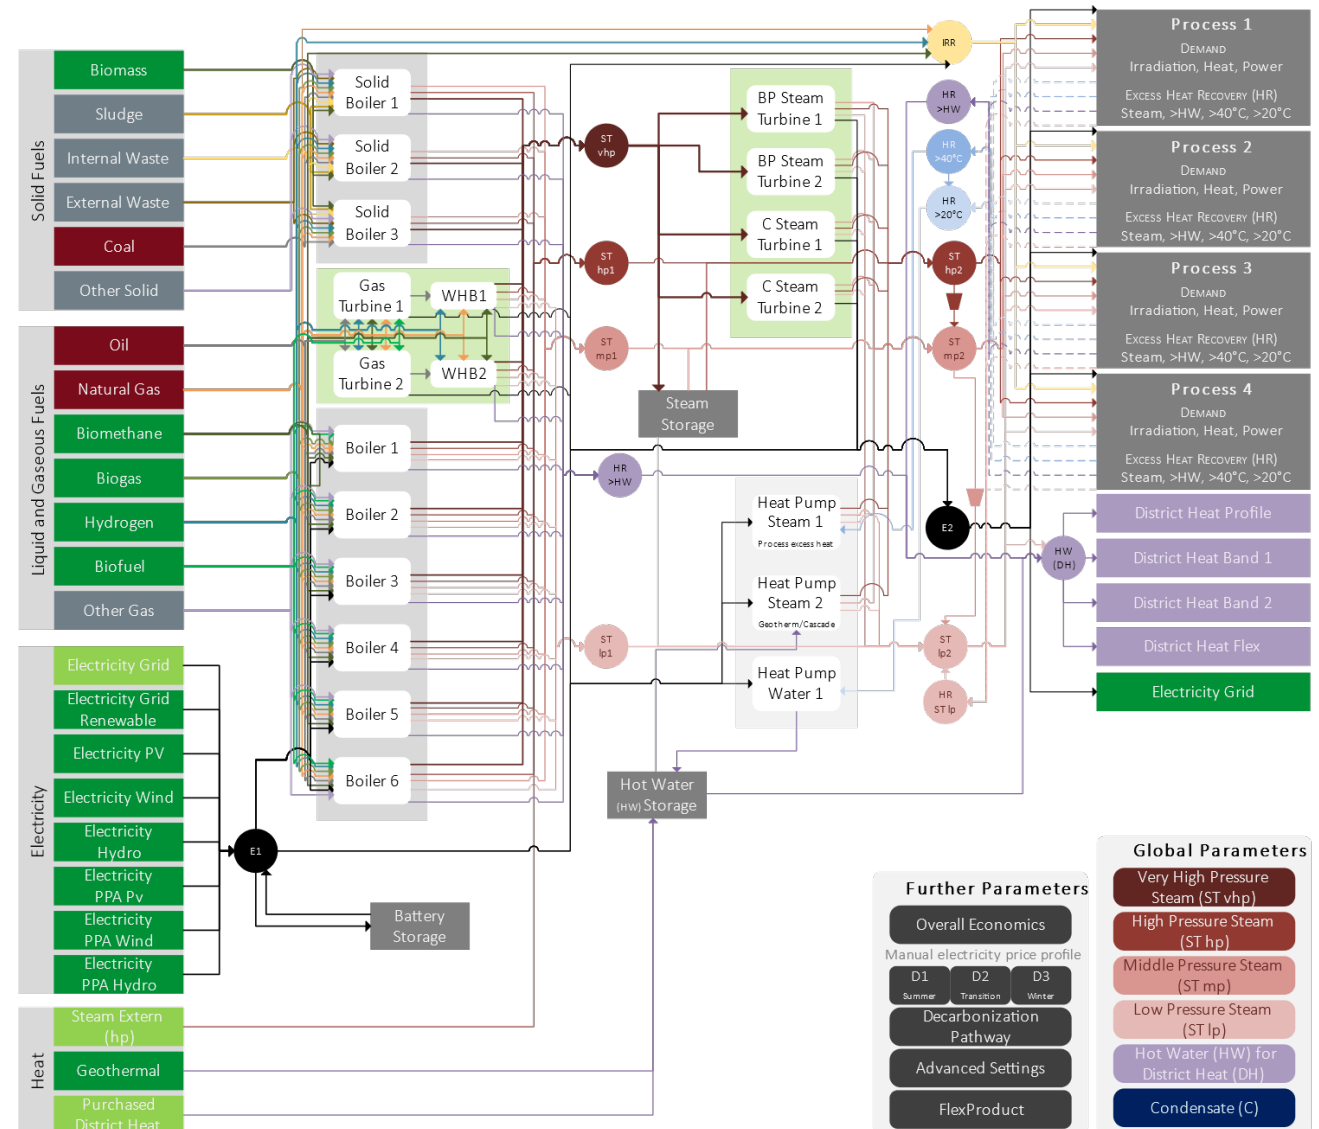 Solid Fuels
Biomass
Sludge
Internal Waste
External Waste
Coal
Other Solid
Liquid and Gaseous Fuels
Oil
Natural Gas
Biomethane
Biogas
Hydrogen
Biofuel
Other Gas
Electricity
Electricity Grid
Electricity Grid
Renewable
Electricity PV
Electricity Wind
Electricity
Hydro
Electricity
PPA Pv
Electricity
PPA Wind
Electricity
PPA Hydro
Heat
Steam Extern
(hp)
Geothermal
Purchased
District Heat
Solid
Boiler 1
Solid
Boiler 2
Solid
Boiler 3
Gas
Turbine 1
WHB1
Gas
Turbine 2
WHB2
Boiler 1
Boiler 2
Boiler 3
Boiler 4
Boiler 5
Boiler 6
E1
Battery
Storage
ST
vhp
ST
hp1
ST
mp1
Steam
Storage
HR
>HW
ST
lp1
Hot Water
(HW) Storage
BP Steam
Turbine 1
BP Steam
Turbine 2
C Steam
Turbine 1
C Steam
Turbine 2
Heat Pump
Steam 1
Process excess heat
Heat Pump
Steam 2
Geotherm/Cascade
Heat Pump
Water 1
IRR
HR
>HW
HR
>40°C
HR
>20°C
ST
hp2
ST
mp2
E2
ST
lp2
HR
ST lp
HW
(DH)
Process 1
Demand
Irradiation, Heat, Power
Excess Heat Recovery (HR)
Steam, >HW, >40°C, >20°C
Process 2
Demand
Irradiation, Heat, Power
Excess Heat Recovery (HR)
Steam, >HW, >40°C, >20°C
Process 3
Demand
Irradiation, Heat, Power
Excess Heat Recovery (HR)
Steam, >HW, >40°C, >20°C
Process 4
Demand
Irradiation, Heat, Power
Excess Heat Recovery (HR)
Steam, >HW, >40°C, >20°C
District Heat Profile
District Heat Band 1
District Heat Band 2
District Heat Flex
Electricity Grid
Further Parameters
Overall Economics
Manual electricity price profile
D1
Summer
D2
Transition
D3
Winter
Decarbonization
Pathway
Advanced Settings
FlexProduct
Global Parameters
Very High Pressure
Steam (ST vhp)
High Pressure Steam
(ST hp)
Middle Pressure Steam
(ST mp)
Low Pressure Steam
(ST lp)
Hot Water (HW) for
District Heat (DH)
Condensate (C)